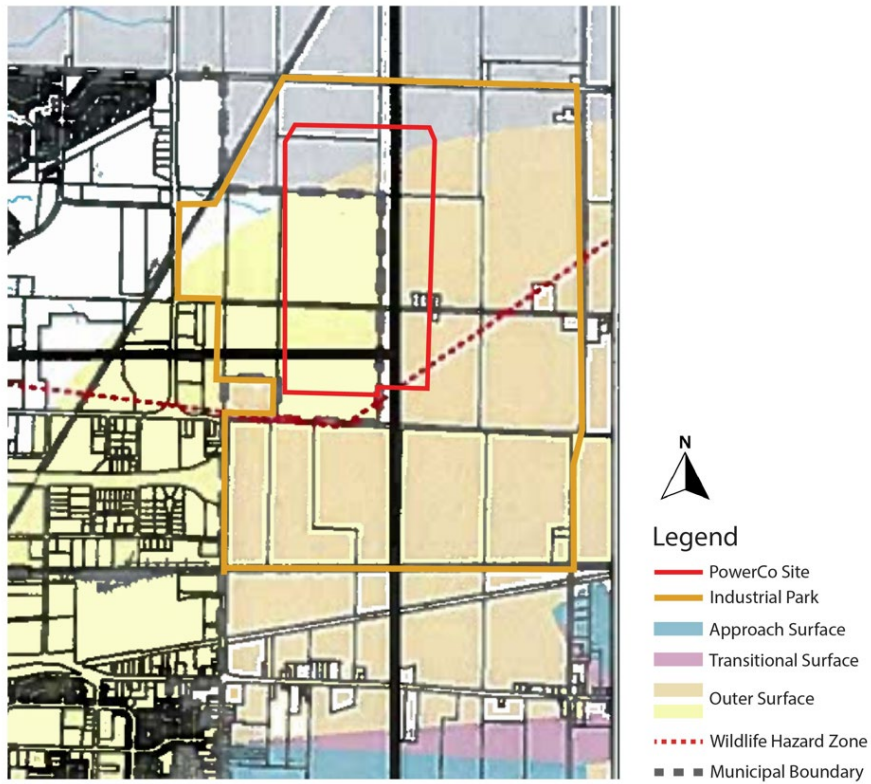 N
Legend
PowerCo Site
Industrial Park
Approach Surface
Transitional Surface
Outer Surface
Wildlife Hazard Zone
Municipal Boundary